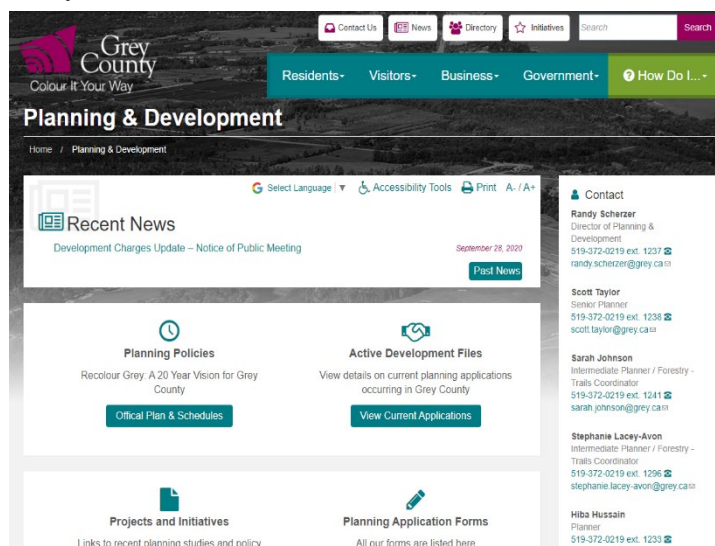 Contact Us
News
Directory
Initiatives
Search
Search
Grey
County
Colour It Your Way
Residents
Visitors
Business
Government
How Do I...
Planning & Development
Home / Planning & Development
Select Language
Accessibility Tools
Print
A- / A+
Recent News
Development Charges Update – Notice of Public Meeting
September 28, 2020
Past News
Planning Policies
Recolour Grey: A 20 Year Vision for Grey
County
Offical Plan & Schedules
Active Development Files
View details on current planning applications
occurring in Grey County
View Current Applications
Projects and Initiatives
Links to recent planning studies and policy
Planning Application Forms
All our forms are listed here
Contact
Randy Scherzer
Director of Planning &
Development
519-372-0219 ext. 1237
randy.scherzer@grey.ca
Scott Taylor
Senior Planner
519-372-0219 ext. 1238
scott.taylor@grey.ca
Sarah Johnson
Intermediate Planner / Forestry -
Trails Coordinator
519-372-0219 ext. 1241
sarah.johnson@grey.ca
Stephanie Lacey-Avon
Intermediate Planner / Forestry -
Trails Coordinator
519-372-0219 ext. 1296
stephanie.lacey-avon@grey.ca
Hiba Hussain
Planner
519-372-0219 ext. 1233